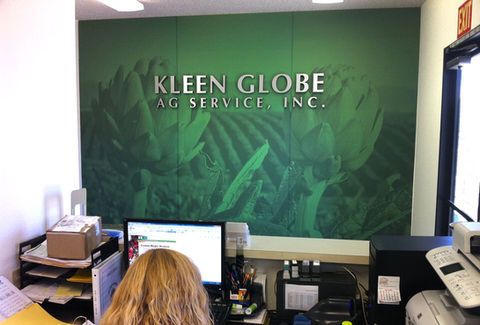 KLEEN GLOBE
AG SERVICE, INC.
EXIT